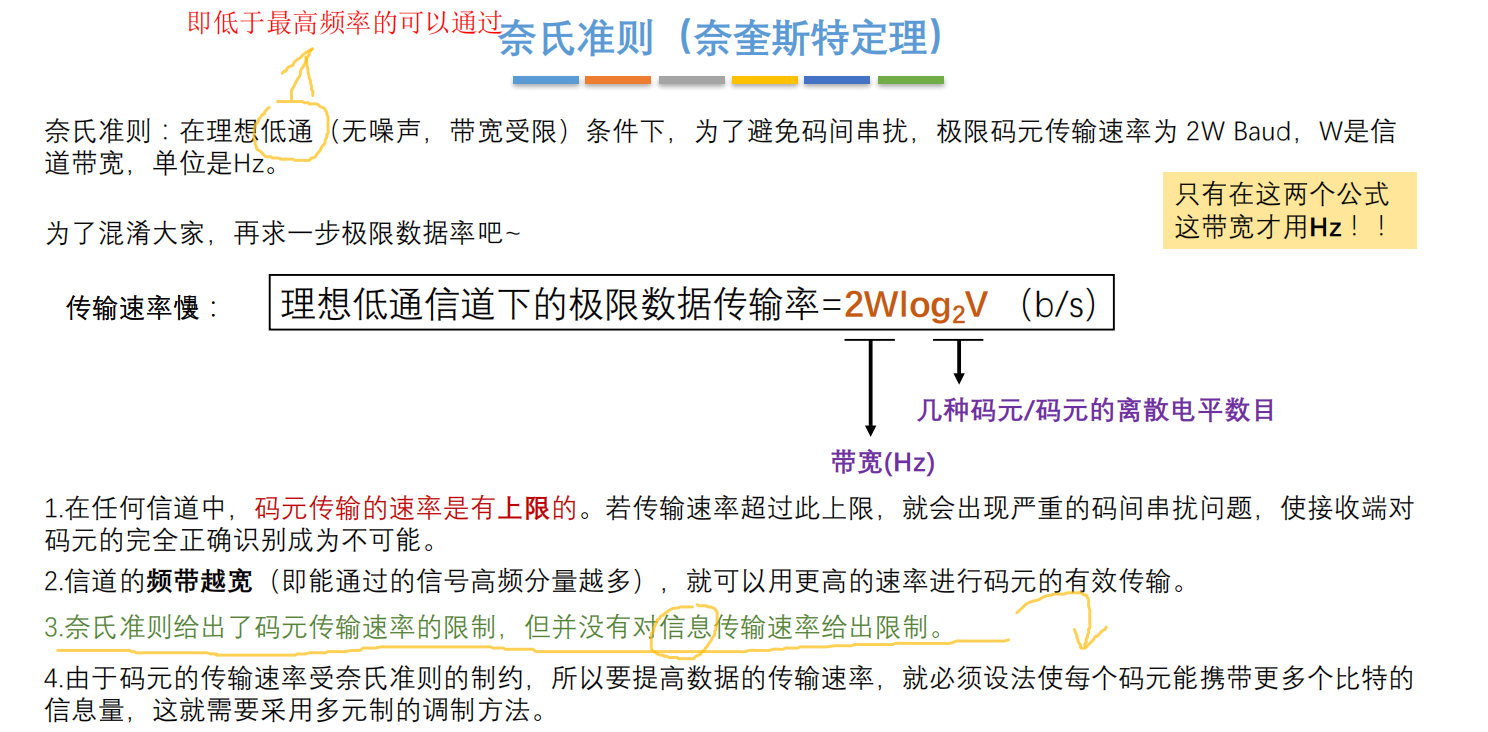 即低于最高频率的可以通过
奈氏准则（奈奎斯特定理）
奈氏准则：在理想低通（无噪声，带宽受限）条件下，为了避免码间串扰，极限码元传输速率为 2W Baud，W是信
道带宽，单位是Hz。
只有在这两个公式
这带宽才用Hz！！
为了混淆大家，再求一步极限数据率吧~
传输速率慢：
理想低通信道下的极限数据传输率=2Wlog₂V （b/s）
几种码元/码元的离散电平数目
带宽(Hz)
1.在任何信道中，码元传输的速率是有上限的。若传输速率超过此上限，就会出现严重的码间串扰问题，使接收端对
码元的完全正确识别成为不可能。
2.信道的频带越宽（即能通过的信号高频分量越多），就可以用更高的速率进行码元的有效传输。
3.奈氏准则给出了码元传输速率的限制，但并没有对信息传输速率给出限制。
4.由于码元的传输速率受奈氏准则的制约，所以要提高数据的传输速率，就必须设法使每个码元能携带更多个比特的
信息量，这就需要采用多元制的调制方法。